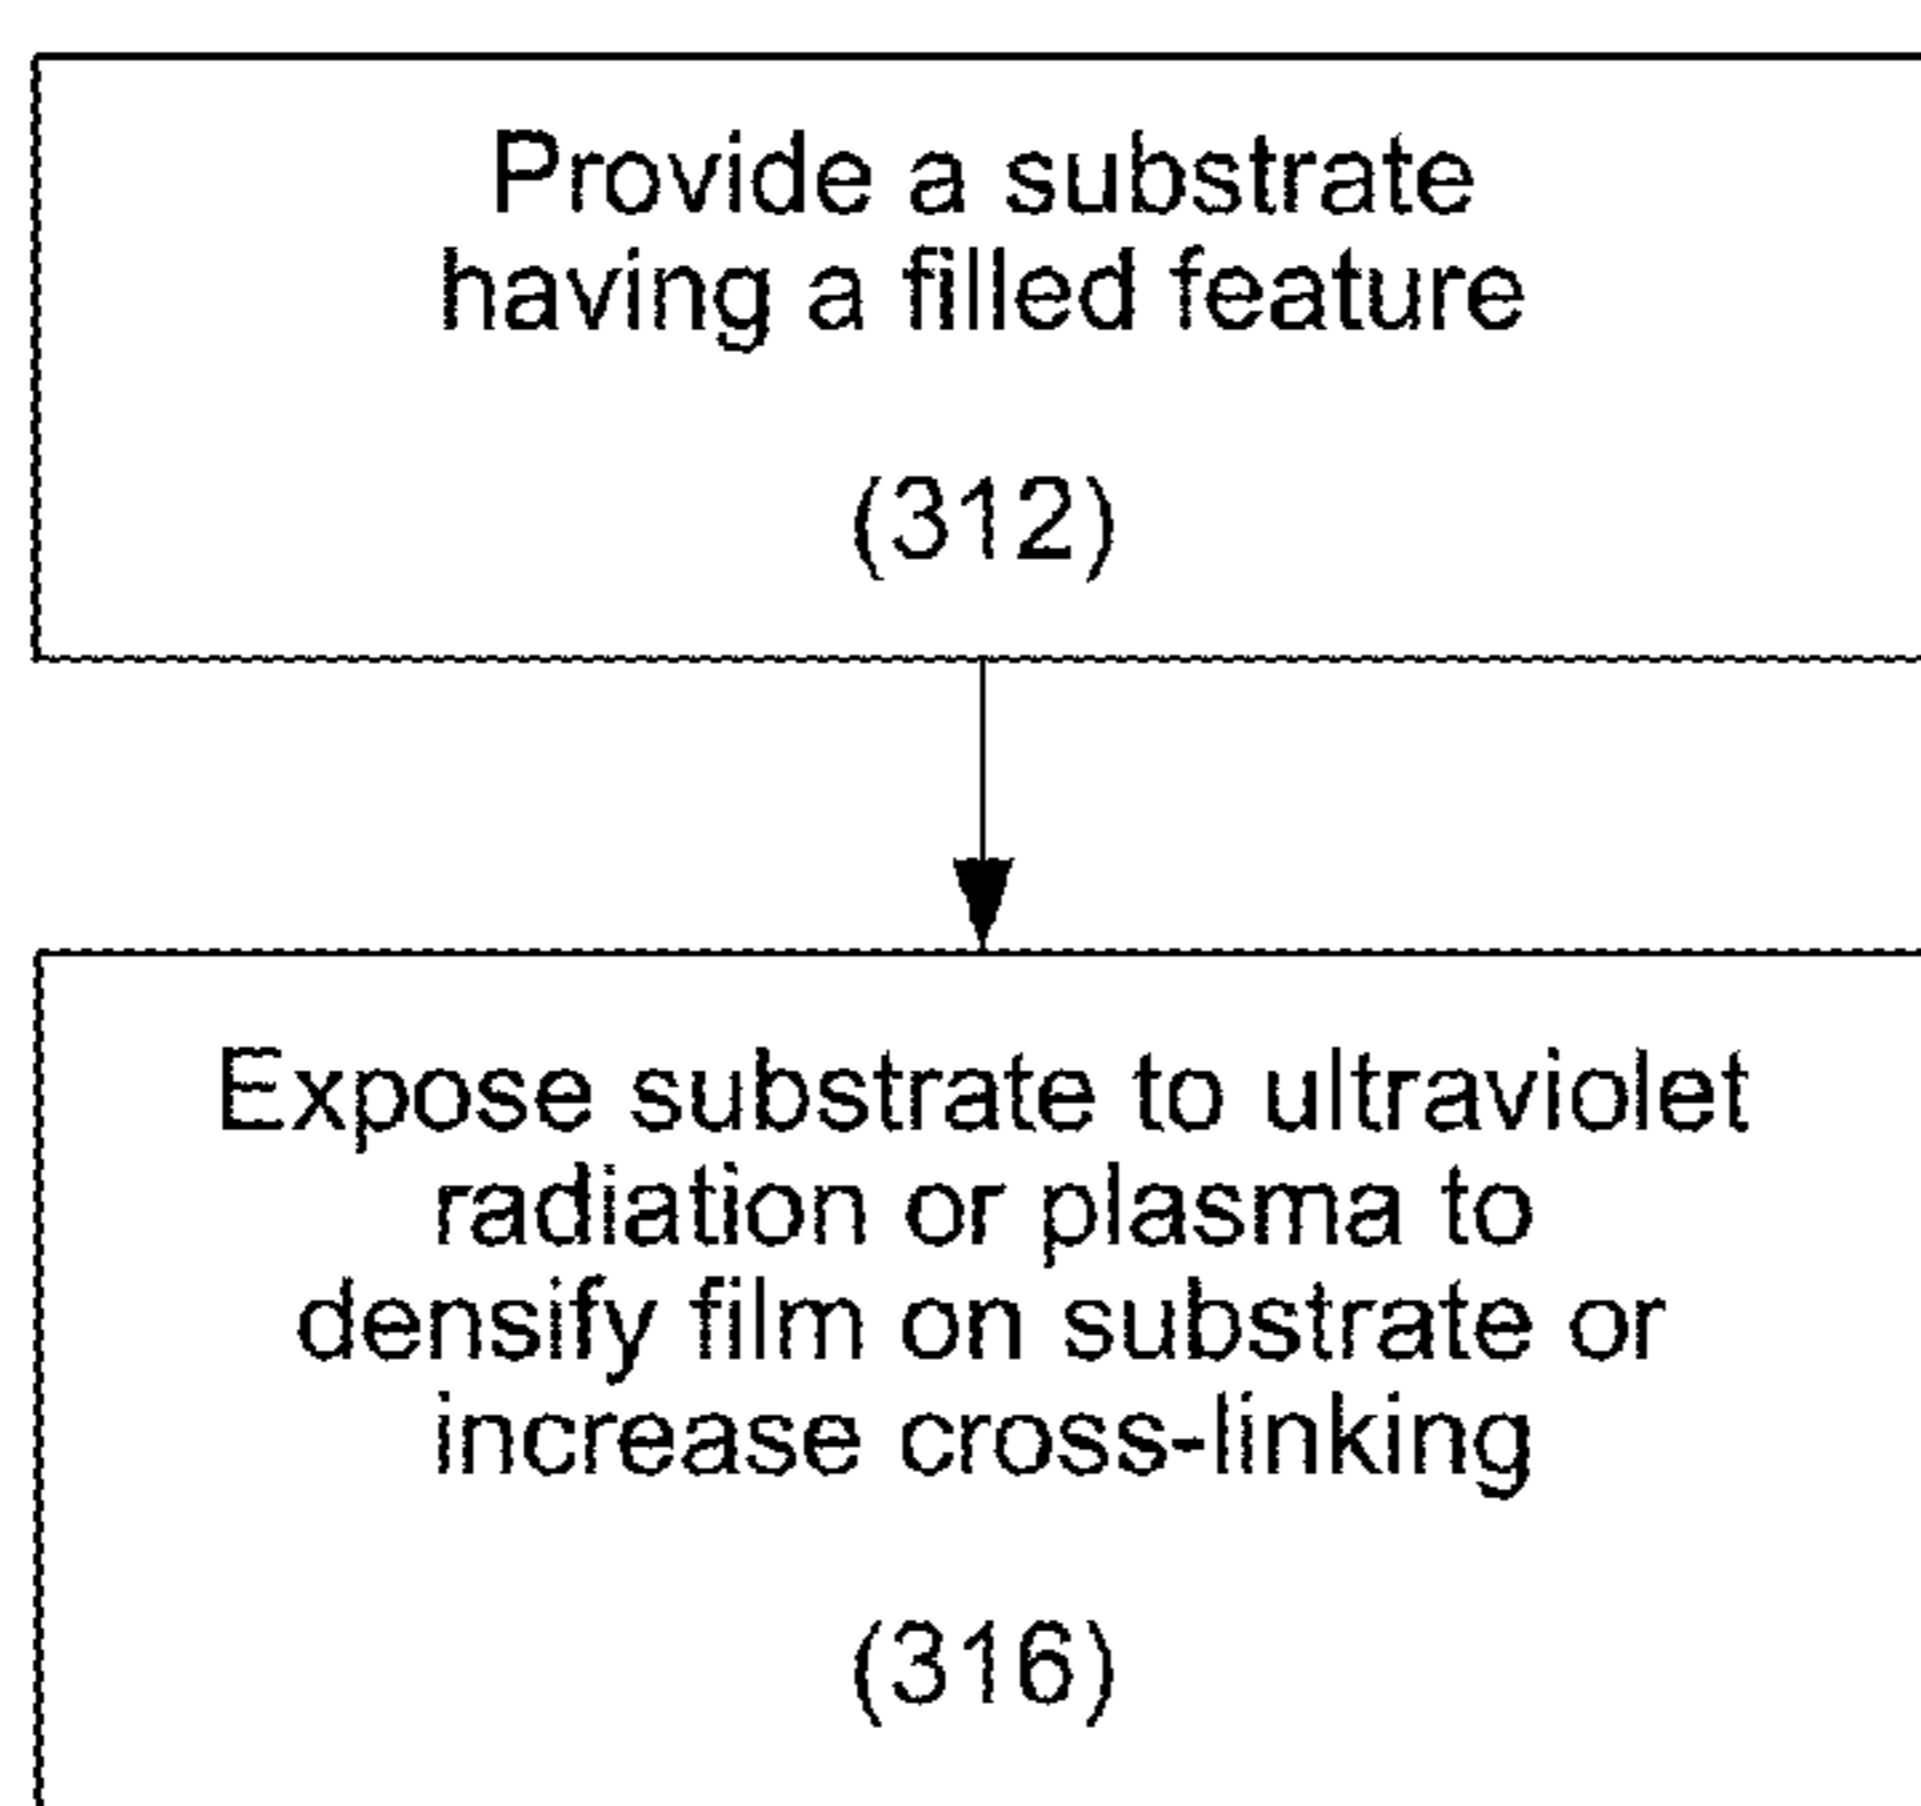 Provide a substrate
having a filled feature
(312)
Expose substrate to ultraviolet
radiation or plasma to
densify film on substrate or
increase cross-linking
(316)